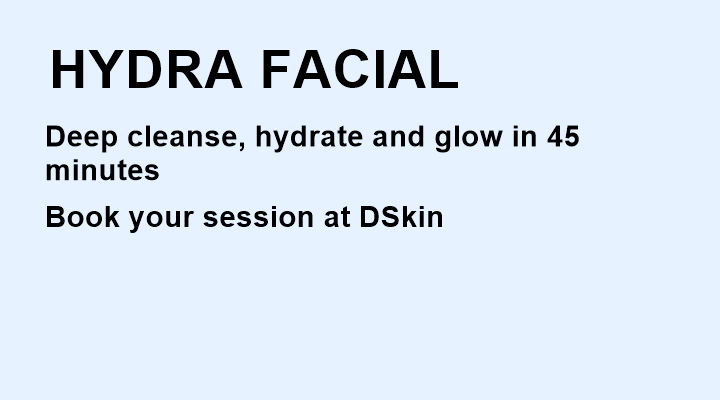 HYDRA FACIAL
Deep cleanse, hydrate and glow in 45
minutes
Book your session at DSkin